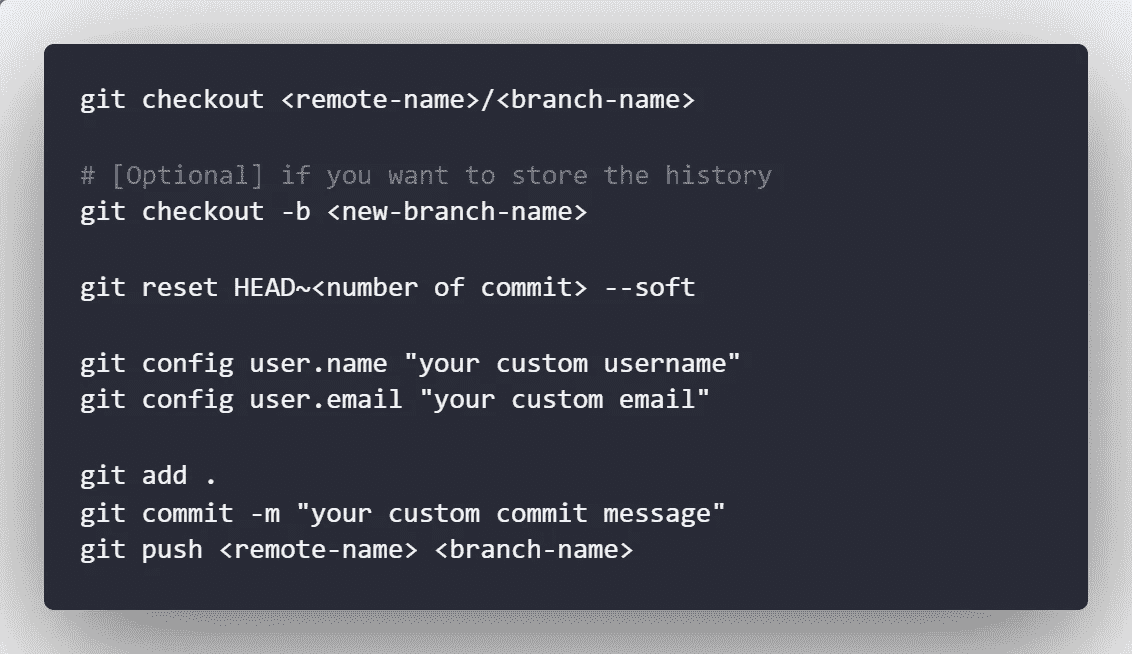 git checkout <remote-name>/<branch-name>
# [Optional] if you want to store the history
git checkout -b <new-branch-name>
git reset HEAD~<number of commit> --soft
git config user.name "your custom username"
git config user.email "your custom email"
git add .
git commit -m "your custom commit message"
git push <remote-name> <branch-name>